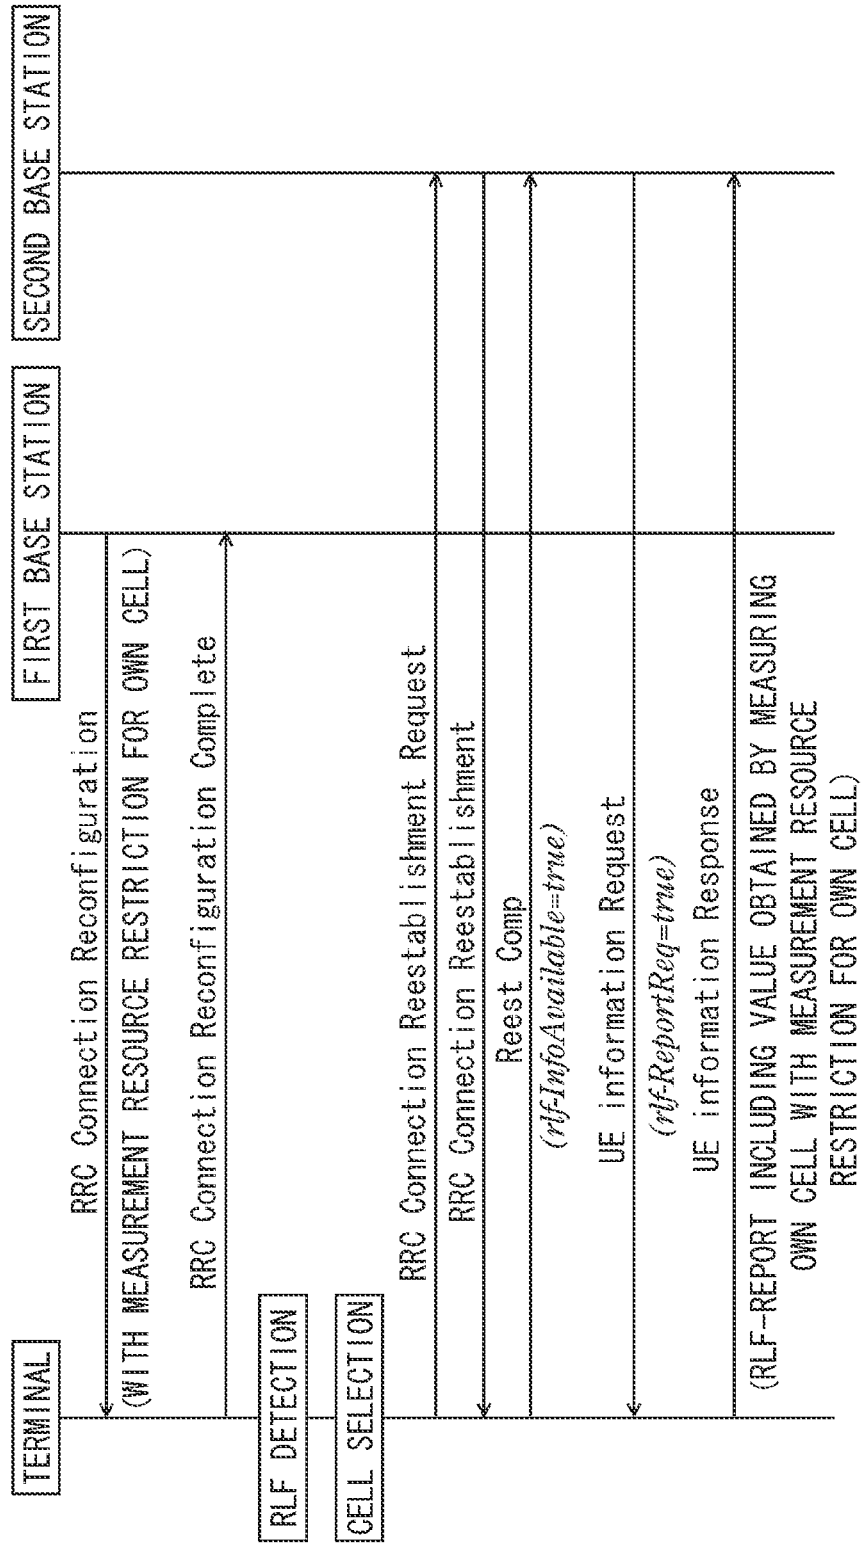 TERMINAL
FIRST BASE STATION
SECOND BASE STATION
RRC Connection Reconfiguration
(WITH MEASUREMENT RESOURCE RESTRICTION FOR OWN CELL)
RRC Connection Reconfiguration Complete
RLF DETECTION
CELL SELECTION
RRC Connection Reestablishment Request
RRC Connection Reestablishment
Reest Comp
(rlf-InfoAvailable=true)
UE information Request
(rlf-ReportReq=true)
UE information Response
(RLF-REPORT INCLUDING VALUE OBTAINED BY MEASURING
OWN CELL WITH MEASUREMENT RESOURCE
RESTRICTION FOR OWN CELL)